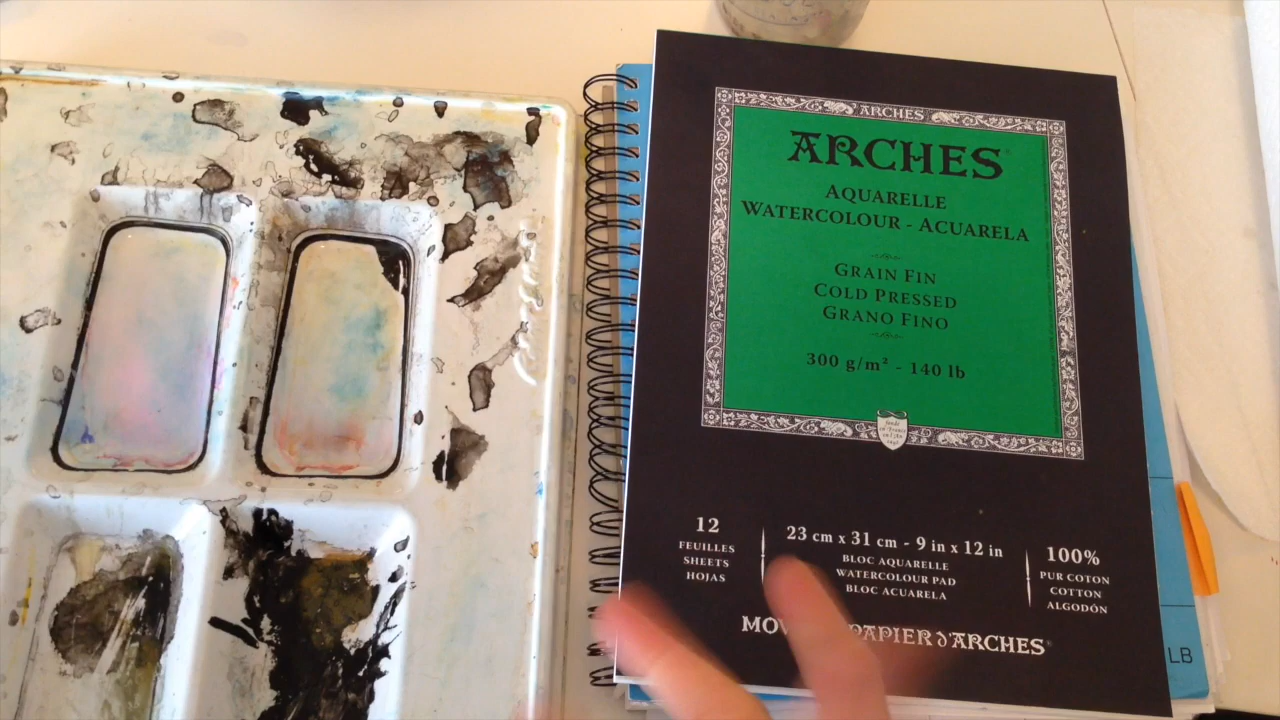 ARCHES
ARCHES®
AQUARELLE
WATERCOLOUR - ACUARELA
GRAIN FIN
COLD PRESSED
GRANO FINO
300 g/m² - 140 lb
12
FEUILLES
SHEETS
HOJAS
23 cm x 31 cm - 9 in x 12 in
BLOC AQUARELLE
WATERCOLOUR PAD
BLOC ACUARELA
100%
PUR COTON
COTTON
ALGODÓN
PAPIER D'ARCHES®
LB